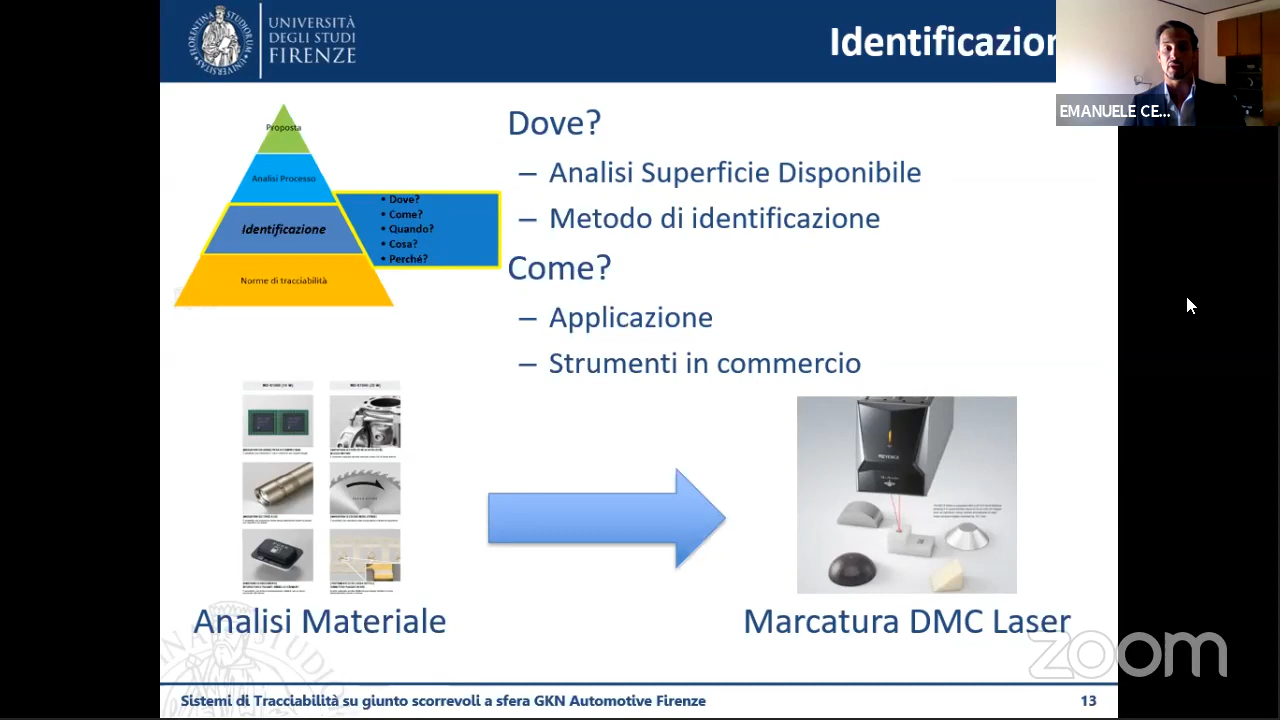 UNIVERSITÀ
DEGLI STUDI
FIRENZE
Identificazion
EMANUELE CE...
Proposta
Analisi Processo
Identificazione
Norme di tracciabilità
• Dove?
• Come?
• Quando?
• Cosa?
• Perché?
Dove?
– Analisi Superficie Disponibile
– Metodo di identificazione
Come?
– Applicazione
– Strumenti in commercio
KEYENCE
Analisi Materiale
Marcatura DMC Laser
zoom
Sistemi di Tracciabilità su giunto scorrevoli a sfera GKN Automotive Firenze
13